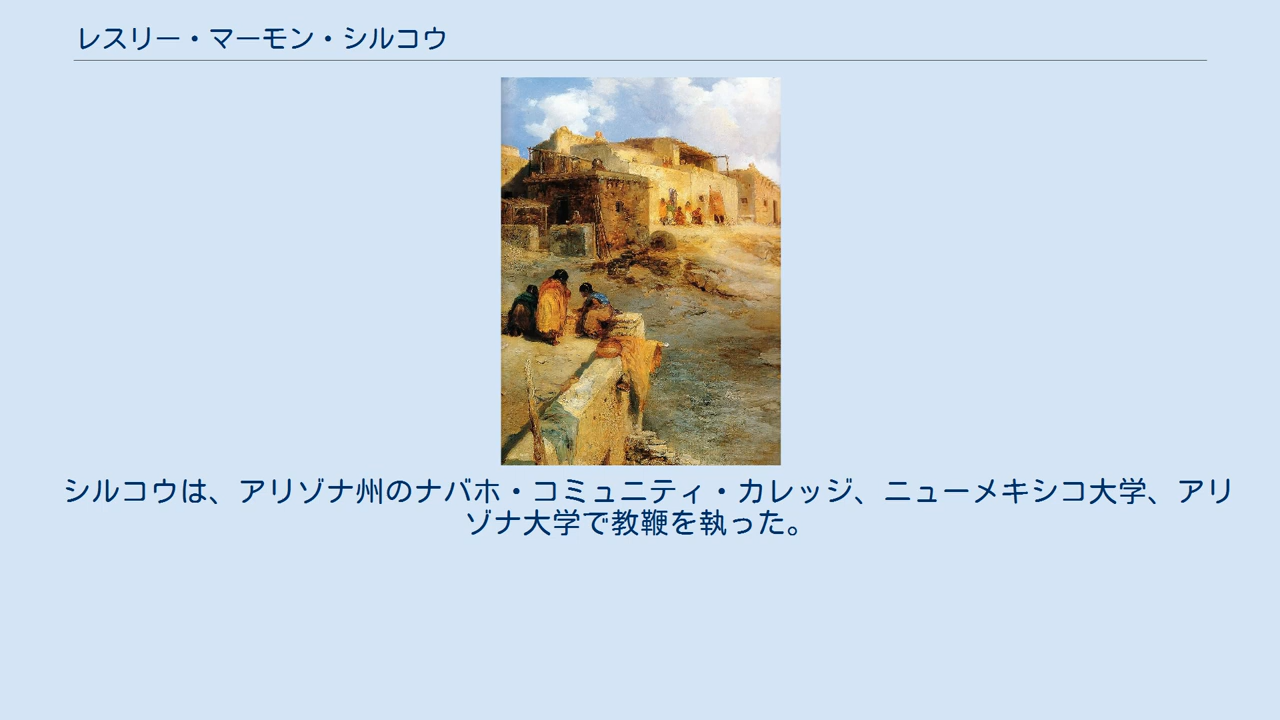 レスリー・マーモン・シルコウ
シルコウは、アリゾナ州のナバホ・コミュニティ・カレッジ、ニューメキシコ大学、アリ
ゾナ大学で教鞭を執った。